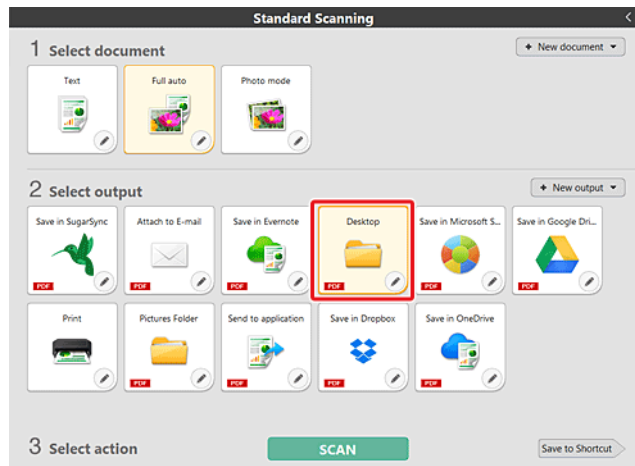 Standard Scanning
1 Select document
+ New document
Text
Full auto
Photo mode
2 Select output
+ New output
Save in SugarSync
Attach to E-mail
Save in Evernote
Desktop
Save in Microsoft S...
Save in Google Dri...
PDF
PDF
PDF
PDF
PDF
PDF
Print
Pictures Folder
Send to application
Save in Dropbox
Save in OneDrive
PDF
PDF
PDF
PDF
3 Select action
SCAN
Save to Shortcut